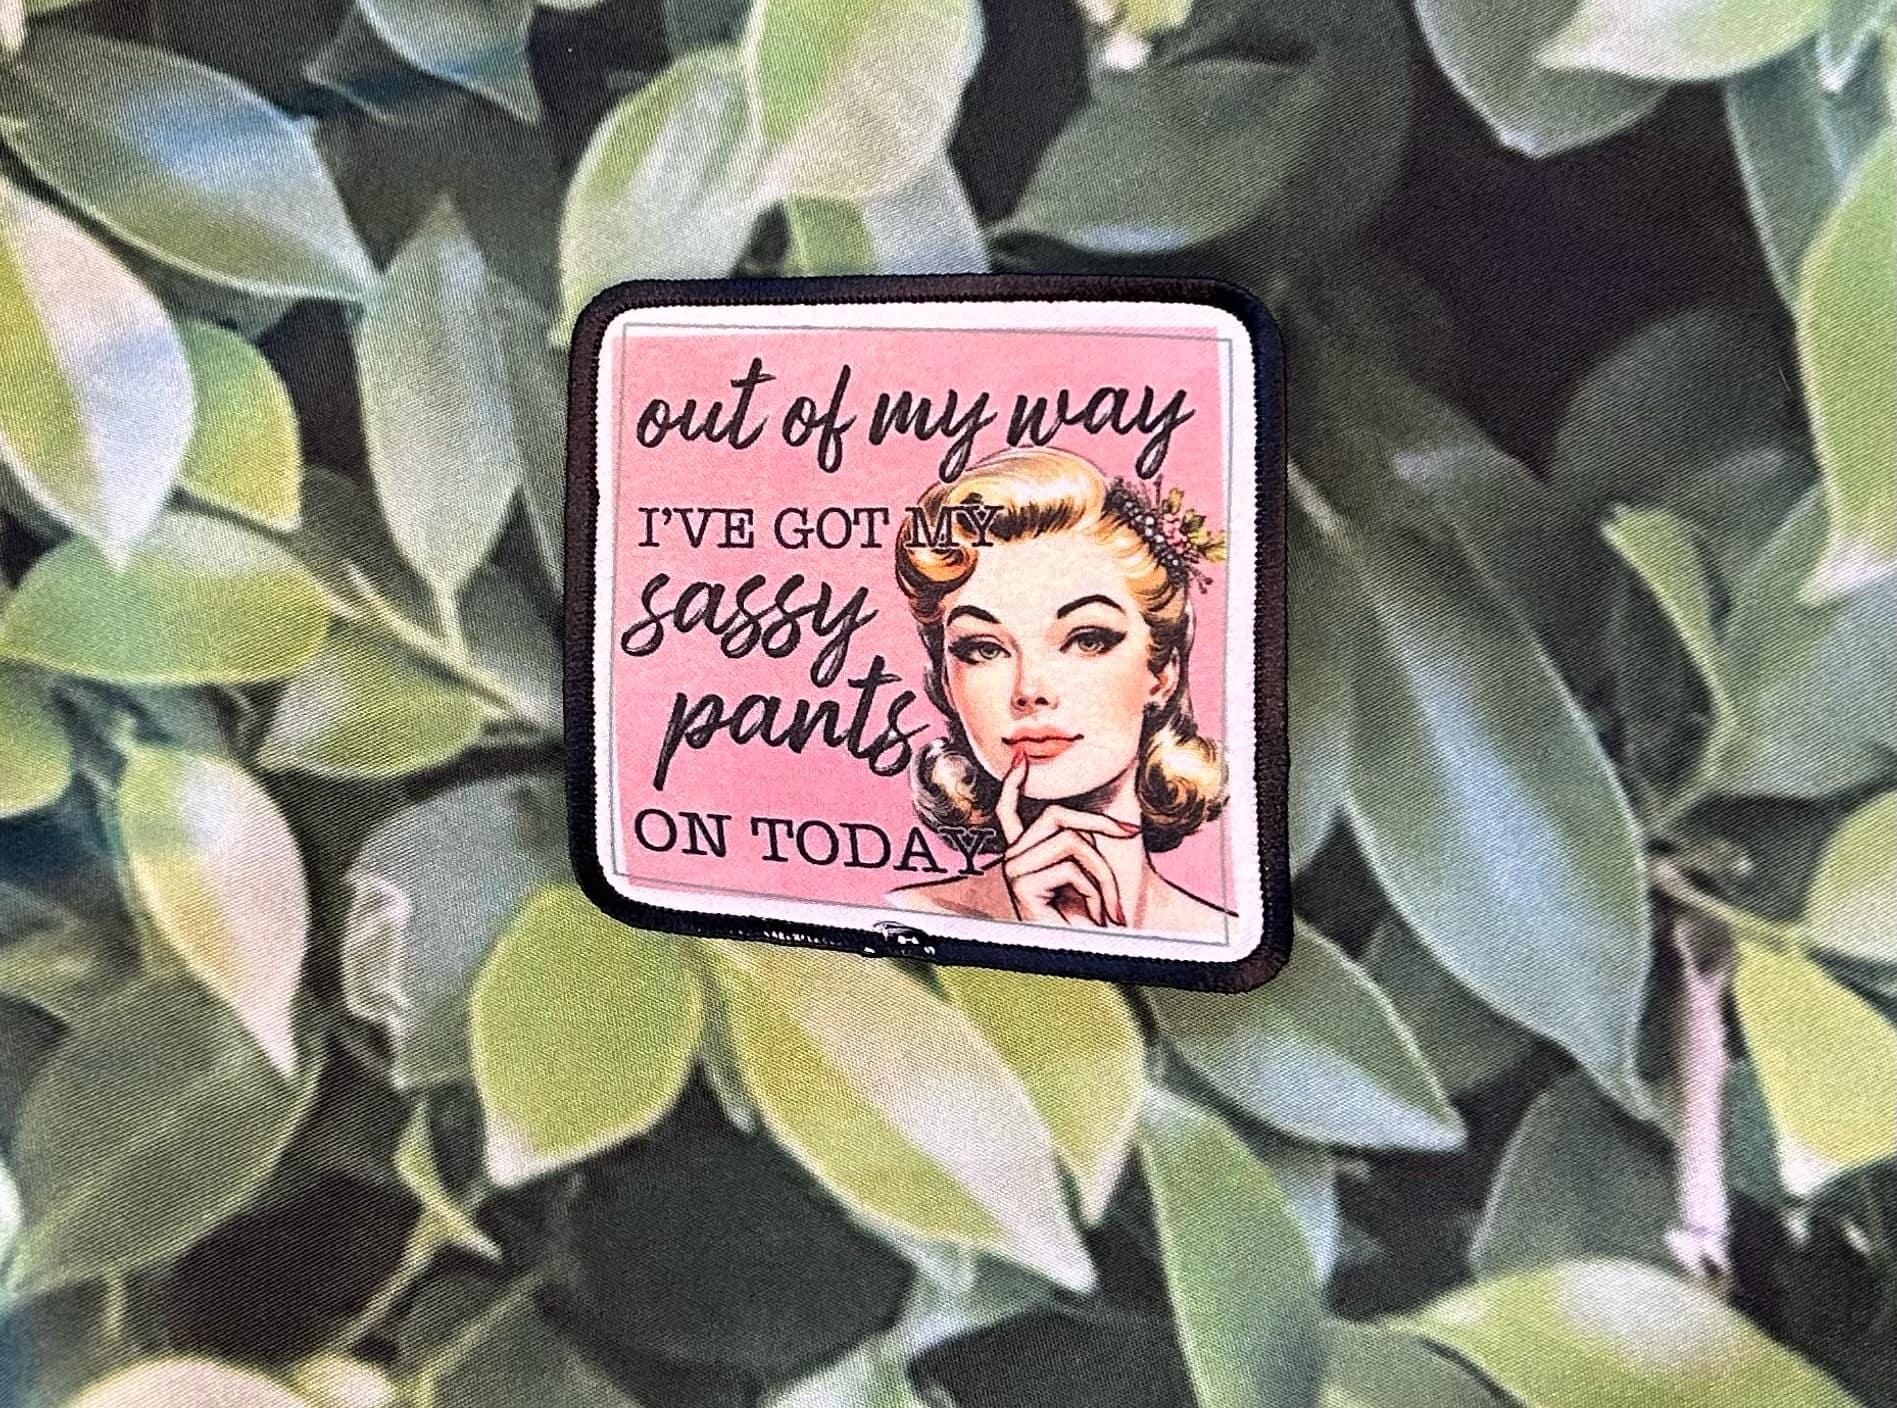 out of my way
I'VE GOT MY
sassy
pants
ON TODAY